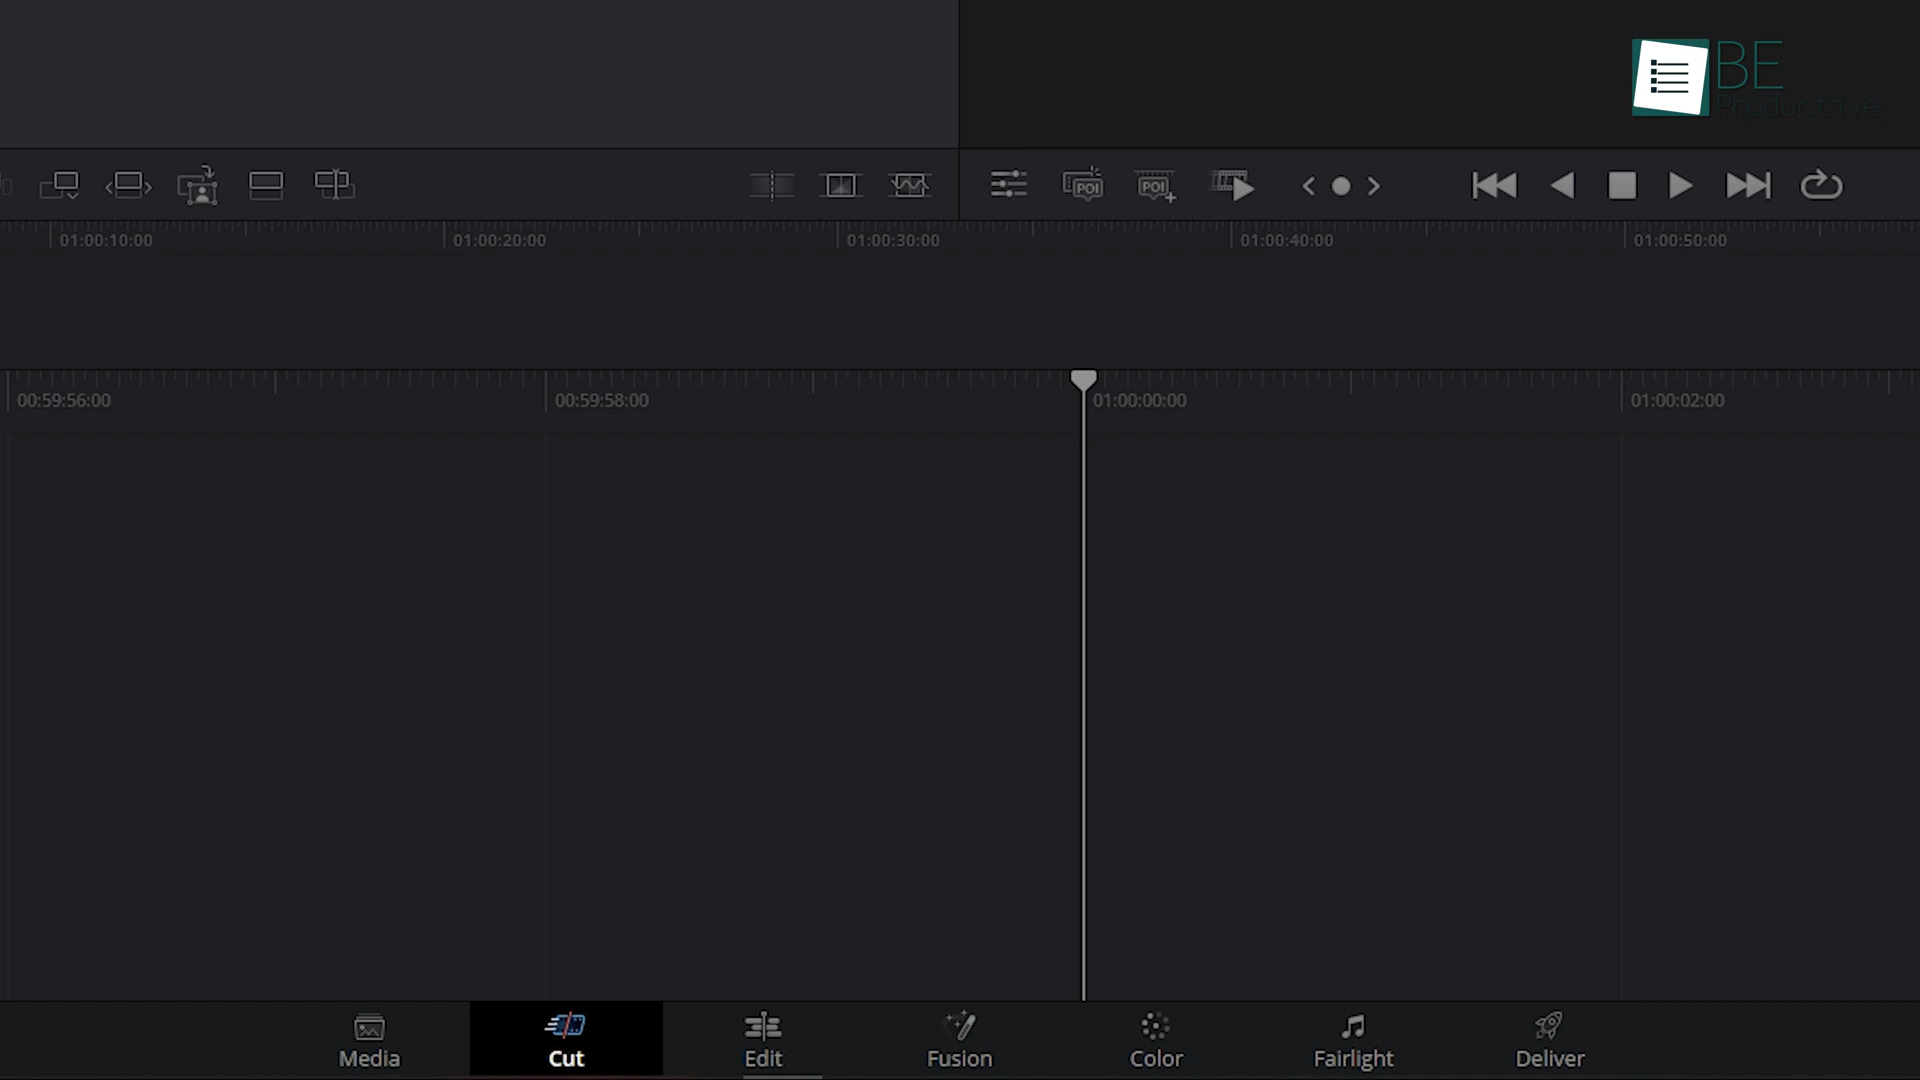 BE
Productive
POI
POI
01:00:10:00 01:00:20:00 01:00:30:00 01:00:40:00 01:00:50:00
00:59:56:00 00:59:58:00 01:00:00:00 01:00:02:00
Media Cut Edit Fusion Color Fairlight Deliver